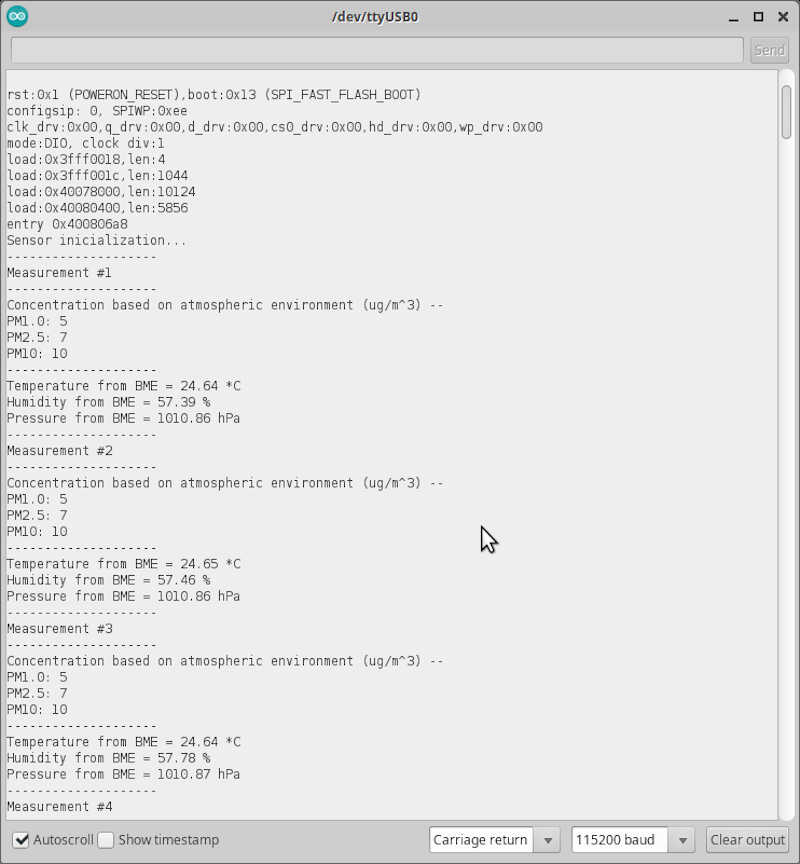 /dev/ttyUSB0
Send
rst:0x1 (POWERON_RESET),boot:0x13 (SPI_FAST_FLASH_BOOT)
configsip: 0, SPIWP:0xee
clk_drv:0x00,q_drv:0x00,d_drv:0x00,cs0_drv:0x00,hd_drv:0x00,wp_drv:0x00
mode:DIO, clock div:1
load:0x3fff0018,len:4
load:0x3fff001c,len:1044
load:0x40078000,len:10124
load:0x40080400,len:5856
entry 0x400806a8
Sensor inicialization...
--------------------
Measurement #1
--------------------
Concentration based on atmospheric environment (ug/m^3) --
PM1.0: 5
PM2.5: 7
PM10: 10
--------------------
Temperature from BME = 24.64 *C
Humidity from BME = 57.39 %
Pressure from BME = 1010.86 hPa
--------------------
Measurement #2
--------------------
Concentration based on atmospheric environment (ug/m^3) --
PM1.0: 5
PM2.5: 7
PM10: 10
--------------------
Temperature from BME = 24.65 *C
Humidity from BME = 57.46 %
Pressure from BME = 1010.86 hPa
--------------------
Measurement #3
--------------------
Concentration based on atmospheric environment (ug/m^3) --
PM1.0: 5
PM2.5: 7
PM10: 10
--------------------
Temperature from BME = 24.64 *C
Humidity from BME = 57.78 %
Pressure from BME = 1010.87 hPa
--------------------
Measurement #4
Autoscroll Show timestamp Carriage return 115200 baud Clear output